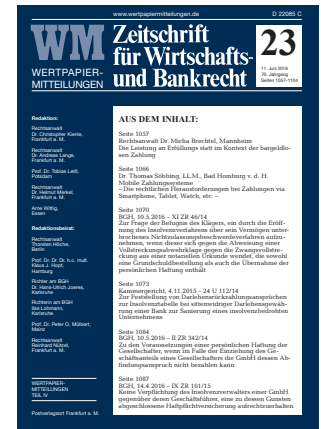 www.wertpapiermitteilungen.de
D 22085 C
WM
WERTPAPIER-
MITTEILUNGEN
Zeitschrift
für Wirtschafts-
und Bankrecht
23
11. Juni 2016
70. Jahrgang
Seiten 1057-1104
Redaktion:
Rechtsanwalt
Dr. Christopher Kienle,
Frankfurt a. M.
Rechtsanwalt
Dr. Andreas Lange,
Frankfurt a. M.
Prof. Dr. Tobias Lettl,
Potsdam
Rechtsanwalt
Dr. Helmut Merkel,
Frankfurt a. M.
Arne Wittig,
Essen
Redaktionsbeirat:
Rechtsanwalt
Thorsten Höche,
Berlin
Prof. Dr. Dr. Dr. h.c. mult.
Klaus J. Hopt,
Hamburg
Richter am BGH
Dr. Hans-Ulrich Joeres,
Karlsruhe
Richterin am BGH
Ilse Lohmann,
Karlsruhe
Prof. Dr. Peter O. Mülbert,
Mainz
Rechtsanwalt
Reinhard Nützel,
Frankfurt a. M.
WERTPAPIER-
MITTEILUNGEN
TEIL IV
Postverlagsort Frankfurt a. M.
AUS DEM INHALT:
Seite 1057
Rechtsanwalt Dr. Micha Brechtel, Mannheim
Die Leistung an Erfüllungs statt im Kontext der bargeldlo-
sen Zahlung
Seite 1066
Dr. Thomas Söbbing, LL.M., Bad Homburg v. d. H.
Mobile Zahlungssysteme
– Die rechtlichen Herausforderungen bei Zahlungen via
Smartphone, Tablet, Watch, etc. –
Seite 1070
BGH, 10.5.2016 – XI ZR 46/14
Zur Frage der Befugnis des Klägers, ein durch die Eröff-
nung des Insolvenzverfahrens über sein Vermögen unter-
brochenes Nichtzulassungsbeschwerdeverfahren aufzu-
nehmen, wenn dieser sich gegen die Abweisung einer
Vollstreckungsabwehrklage gegen die Zwangsvollstre-
ckung aus einer notariellen Urkunde wendet, die sowohl
eine Grundschuldbestellung als auch die Übernahme der
persönlichen Haftung enthält
Seite 1073
Kammergericht, 4.11.2015 – 24 U 112/14
Zur Feststellung von Darlehensrückzahlungsansprüchen
zur Insolvenztabelle bei sittenwidriger Darlehensgewäh-
rung einer Bank zur Sanierung eines insolvenzbedrohten
Unternehmens
Seite 1084
BGH, 10.5.2016 – II ZR 342/14
Zu den Voraussetzungen einer persönlichen Haftung der
Gesellschafter, wenn im Falle der Einziehung des Ge-
schäftsanteils eines Gesellschafters die GmbH dessen Ab-
findungsanspruch nicht bezahlen kann
Seite 1087
BGH, 14.4.2016 – IX ZR 161/15
Keine Verpflichtung des Insolvenzverwalters einer GmbH
gegenüber deren Geschäftsführer, eine zu dessen Gunsten
abgeschlossene Haftpflichtversicherung aufrechtzuerhalten